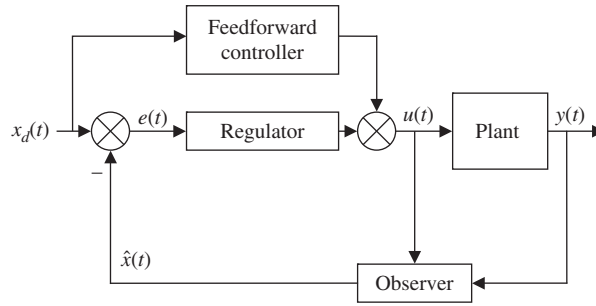 Feedforward
controller
x_d(t)
e(t)
Regulator
u(t)
Plant
y(t)
−
x̂(t)
Observer